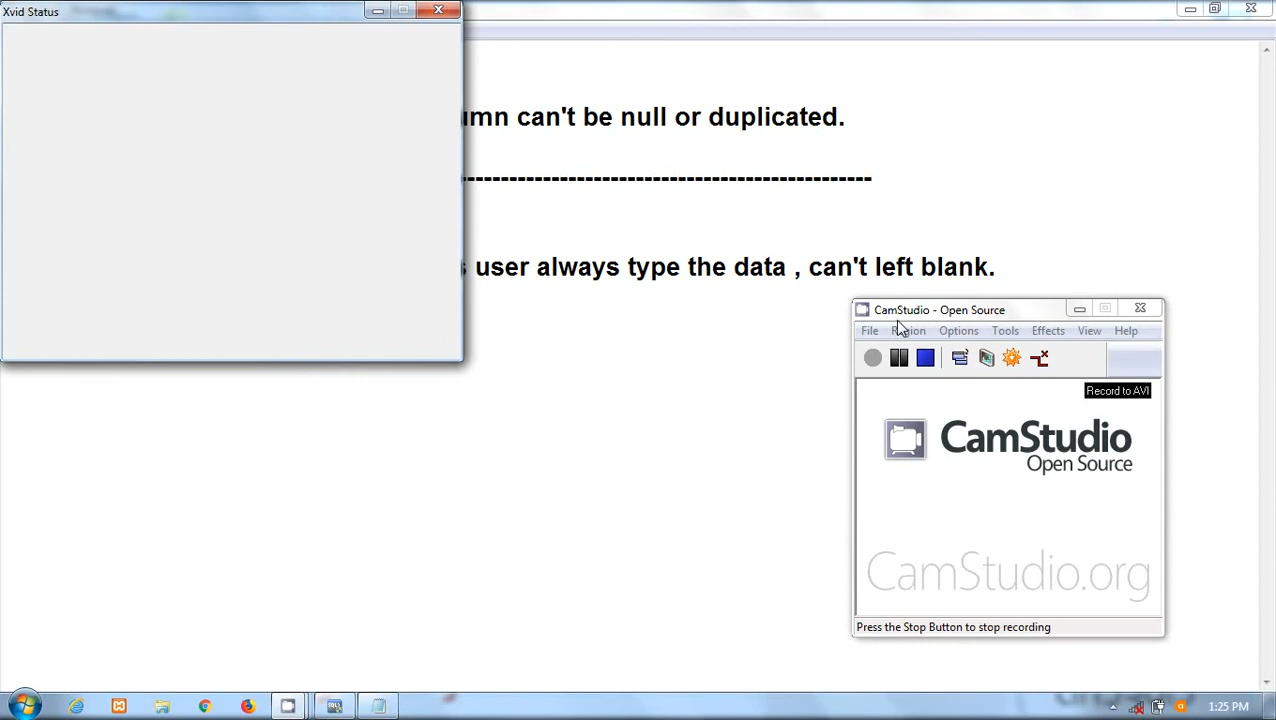 Xvid Status
umn can't be null or duplicated.
--------------------------------------------------------
user always type the data , can't left blank.
CamStudio - Open Source
File Region Options Tools Effects View Help
Record to AVI
CamStudio
Open Source
CamStudio.org
Press the Stop Button to stop recording
1:25 PM